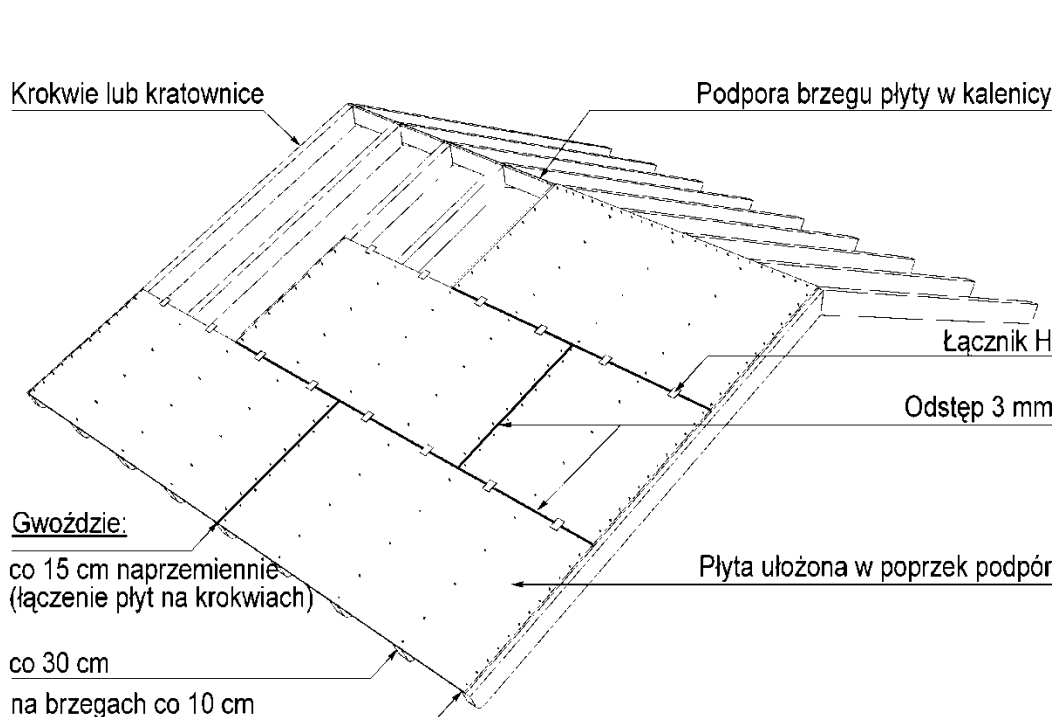 Krokwie lub kratownice
Podpora brzegu płyty w kalenicy
Łącznik H
Odstęp 3 mm
Płyta ułożona w poprzek podpór
Gwoździe:
co 15 cm naprzemiennie
(łączenie płyt na krokwiach)
co 30 cm
na brzegach co 10 cm